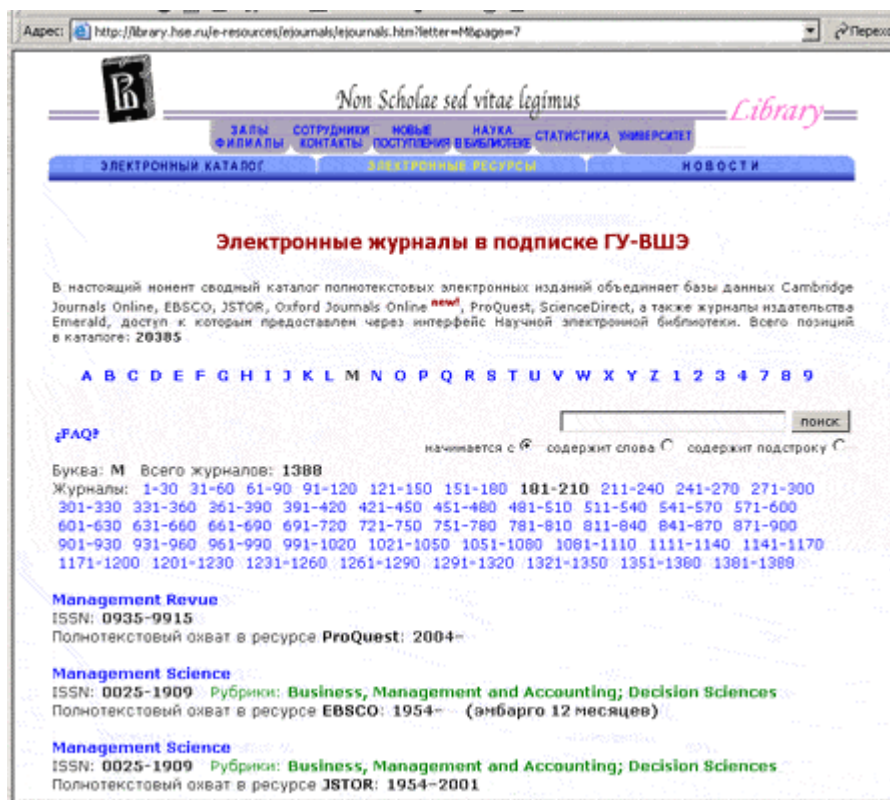 Адрес: http://library.hse.ru/e-resources/ejournals/ejournals.htm?letter=M&page=7
Non Scholae sed vitae legimus
Library
ЗАЛЫ ФИЛИАЛЫ СОТРУДНИКИ КОНТАКТЫ НОВЫЕ ПОСТУПЛЕНИЯ НАУКА В БИБЛИОТЕКЕ СТАТИСТИКА УНИВЕРСИТЕТ
ЭЛЕКТРОННЫЙ КАТАЛОГ ЭЛЕКТРОННЫЕ РЕСУРСЫ НОВОСТИ
Электронные журналы в подписке ГУ-ВШЭ
В настоящий момент сводный каталог полнотекстовых электронных изданий объединяет базы данных Cambridge
Journals Online, EBSCO, JSTOR, Oxford Journals Online new!, ProQuest, ScienceDirect, а также журналы издательства
Emerald, доступ к которым предоставлен через интерфейс Научной электронной библиотеки. Всего позиций
в каталоге: 20385
A B C D E F G H I J K L M N O P Q R S T U V W X Y Z 1 2 3 4 7 8 9
поиск
¿FAQ?
начинается с содержит слова содержит подстроку
Буква: M Всего журналов: 1388
Журналы: 1-30 31-60 61-90 91-120 121-150 151-180 181-210 211-240 241-270 271-300
301-330 331-360 361-390 391-420 421-450 451-480 481-510 511-540 541-570 571-600
601-630 631-660 661-690 691-720 721-750 751-780 781-810 811-840 841-870 871-900
901-930 931-960 961-990 991-1020 1021-1050 1051-1080 1081-1110 1111-1140 1141-1170
1171-1200 1201-1230 1231-1260 1261-1290 1291-1320 1321-1350 1351-1380 1381-1388
Management Revue
ISSN: 0935-9915
Полнотекстовый охват в ресурсе ProQuest: 2004-
Management Science
ISSN: 0025-1909 Рубрики: Business, Management and Accounting; Decision Sciences
Полнотекстовый охват в ресурсе EBSCO: 1954- (эмбарго 12 месяцев)
Management Science
ISSN: 0025-1909 Рубрики: Business, Management and Accounting; Decision Sciences
Полнотекстовый охват в ресурсе JSTOR: 1954-2001